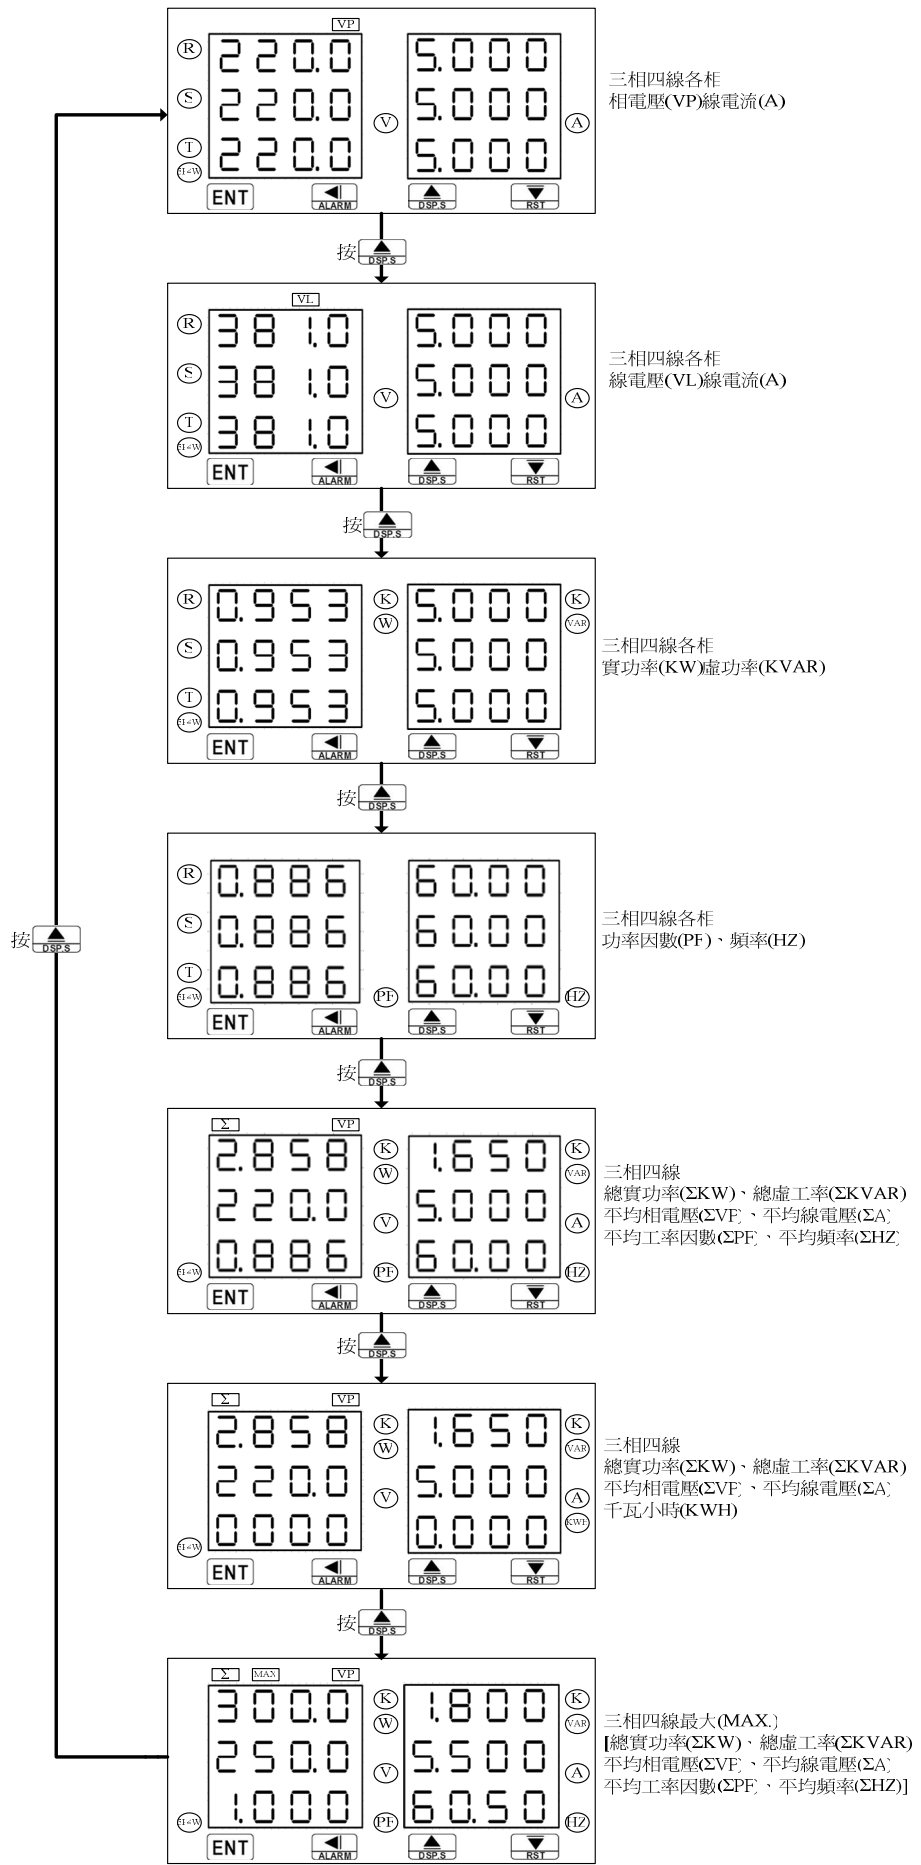 VP
R 220.0 5.000
S 220.0 V 5.000 A
T 220.0 5.000
ENT ALARM DSP.S RST
三相四線各相
相電壓(VP)線電流(A)
按 DSP.S
VL
R 381.0 5.000
S 381.0 V 5.000 A
T 381.0 5.000
ENT ALARM DSP.S RST
三相四線各相
線電壓(VL)線電流(A)
按 DSP.S
R 0.953 K 5.000 K
W VAR
S 0.953 5.000
T 0.953 5.000
ENT ALARM DSP.S RST
三相四線各相
實功率(KW)虛功率(KVAR)
按 DSP.S
R 0.886 60.00
S 0.886 60.00
T 0.886 PF 60.00 HZ
ENT ALARM DSP.S RST
三相四線各相
功率因數(PF)、頻率(HZ)
按 DSP.S
按 DSP.S
Σ VP
2.858 K 1.650 K
W VAR
220.0 V 5.000 A
0.886 PF 60.00 HZ
ENT ALARM DSP.S RST
三相四線
總實功率(ΣKW)、總虛工率(ΣKVAR)
平均相電壓(ΣVP)、平均線電壓(ΣA)
平均工率因數(ΣPF)、平均頻率(ΣHZ)
按 DSP.S
Σ VP
2.858 K 1.650 K
W VAR
220.0 V 5.000 A
0000 0.000 KWH
ENT ALARM DSP.S RST
三相四線
總實功率(ΣKW)、總虛工率(ΣKVAR)
平均相電壓(ΣVP)、平均線電壓(ΣA)
千瓦小時(KWH)
按 DSP.S
Σ MAX VP
300.0 K 1.800 K
W VAR
250.0 V 5.500 A
1.000 PF 60.50 HZ
ENT ALARM DSP.S RST
三相四線最大(MAX.)
[總實功率(ΣKW)、總虛工率(ΣKVAR)
平均相電壓(ΣVP)、平均線電壓(ΣA)
平均工率因數(ΣPF)、平均頻率(ΣHZ)]